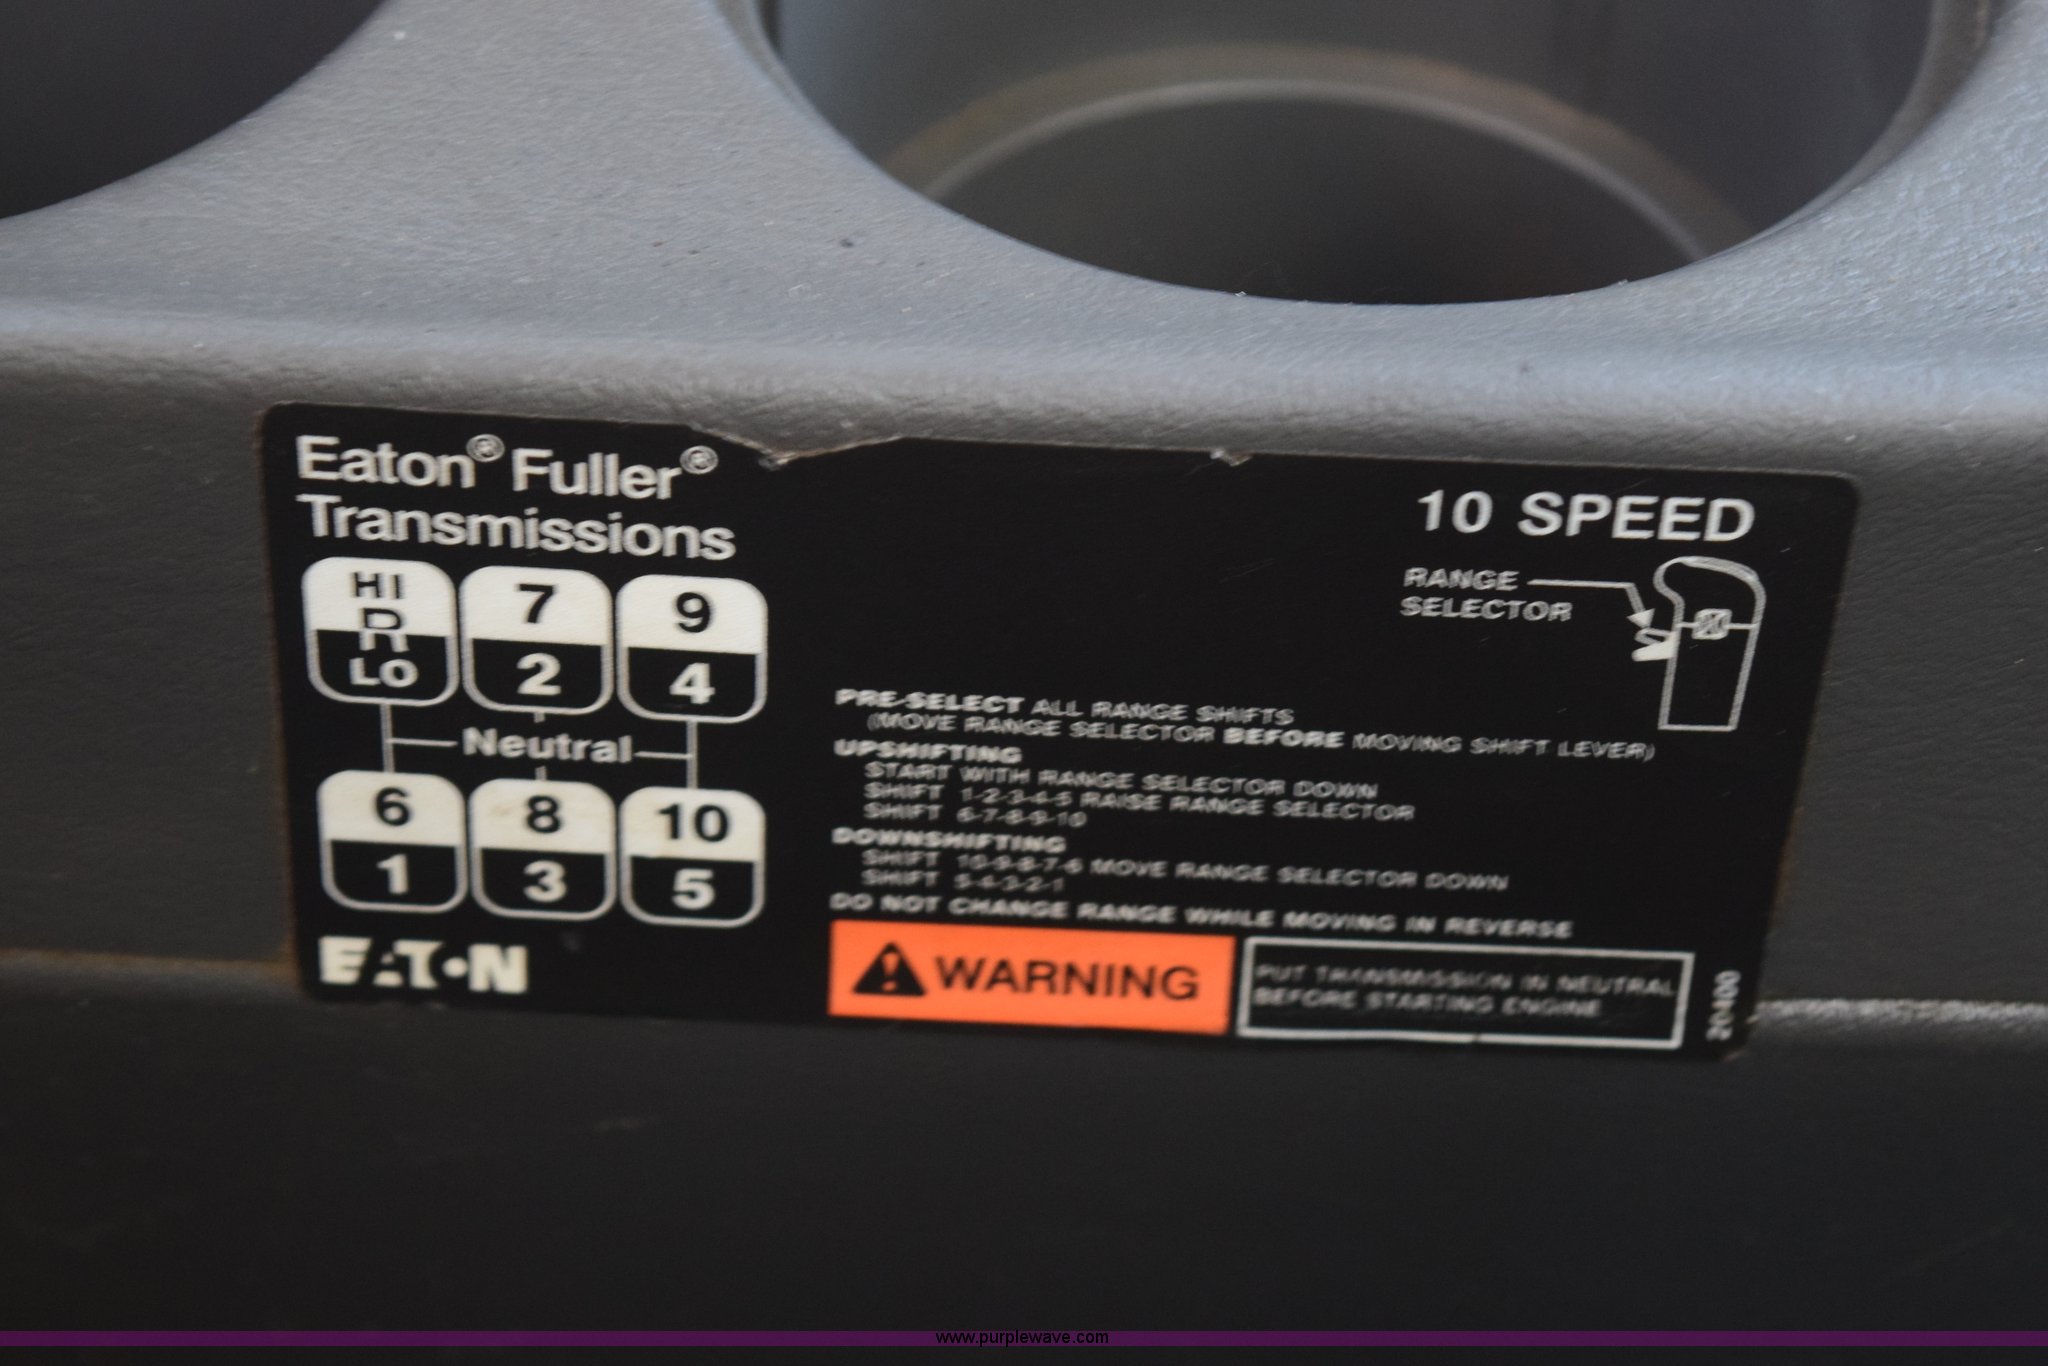 Eaton® Fuller®
Transmissions
HI
R
LO
7
2
9
4
Neutral
6
1
8
3
10
5
EATON
10 SPEED
RANGE
SELECTOR
PRE-SELECT ALL RANGE SHIFTS
(MOVE RANGE SELECTOR BEFORE MOVING SHIFT LEVER)
UPSHIFTING
START WITH RANGE SELECTOR DOWN
SHIFT 1-2-3-4-5 RAISE RANGE SELECTOR
SHIFT 6-7-8-9-10
DOWNSHIFTING
SHIFT 10-9-8-7-6 MOVE RANGE SELECTOR DOWN
SHIFT 5-4-3-2-1
DO NOT CHANGE RANGE WHILE MOVING IN REVERSE
WARNING
PUT TRANSMISSION IN NEUTRAL
BEFORE STARTING ENGINE
20400
www.purplewave.com